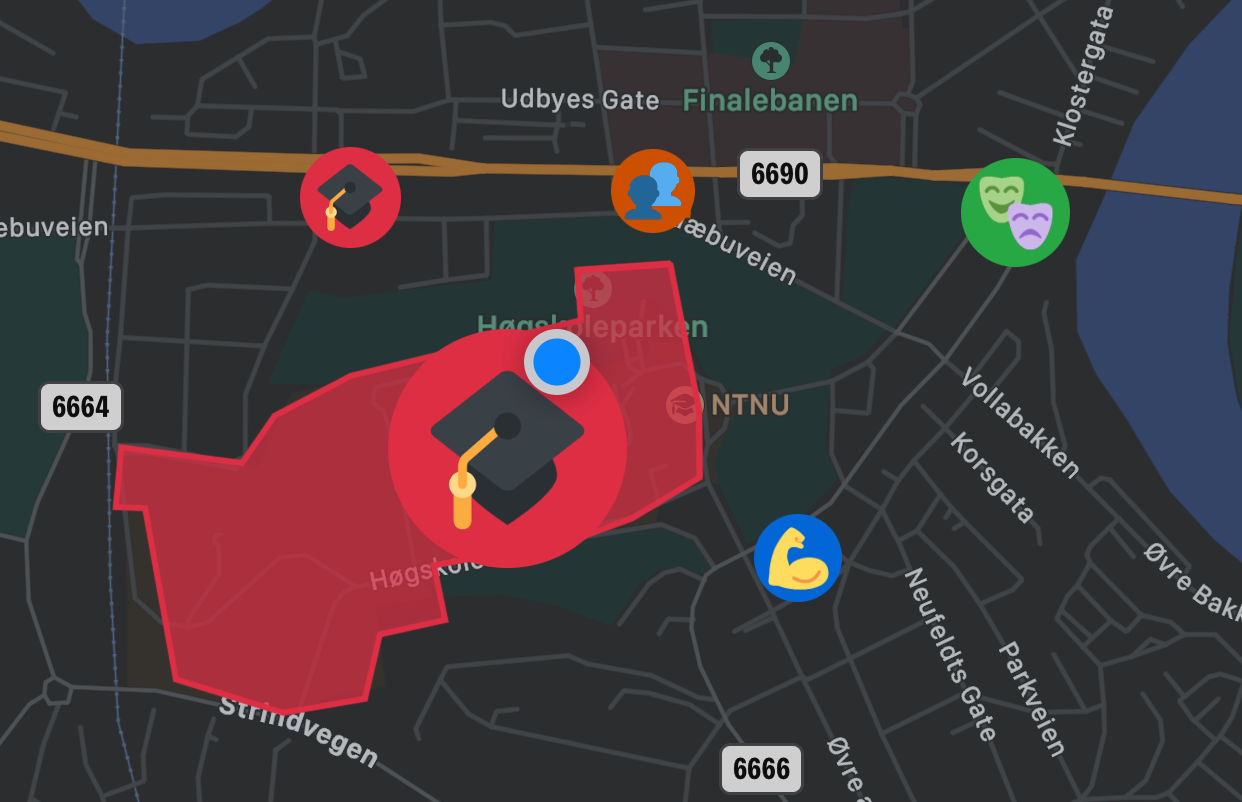 Klostergata
Udbyes Gate
Finalebanen
6690
æbuveien
ebuveien
Høgskoleparken
6664
NTNU
Vollabakken
Korsgata
Høgskole
Øvre Bakk
Neufeldts Gate
Parkveien
Strindvegen
6666
Øvre a